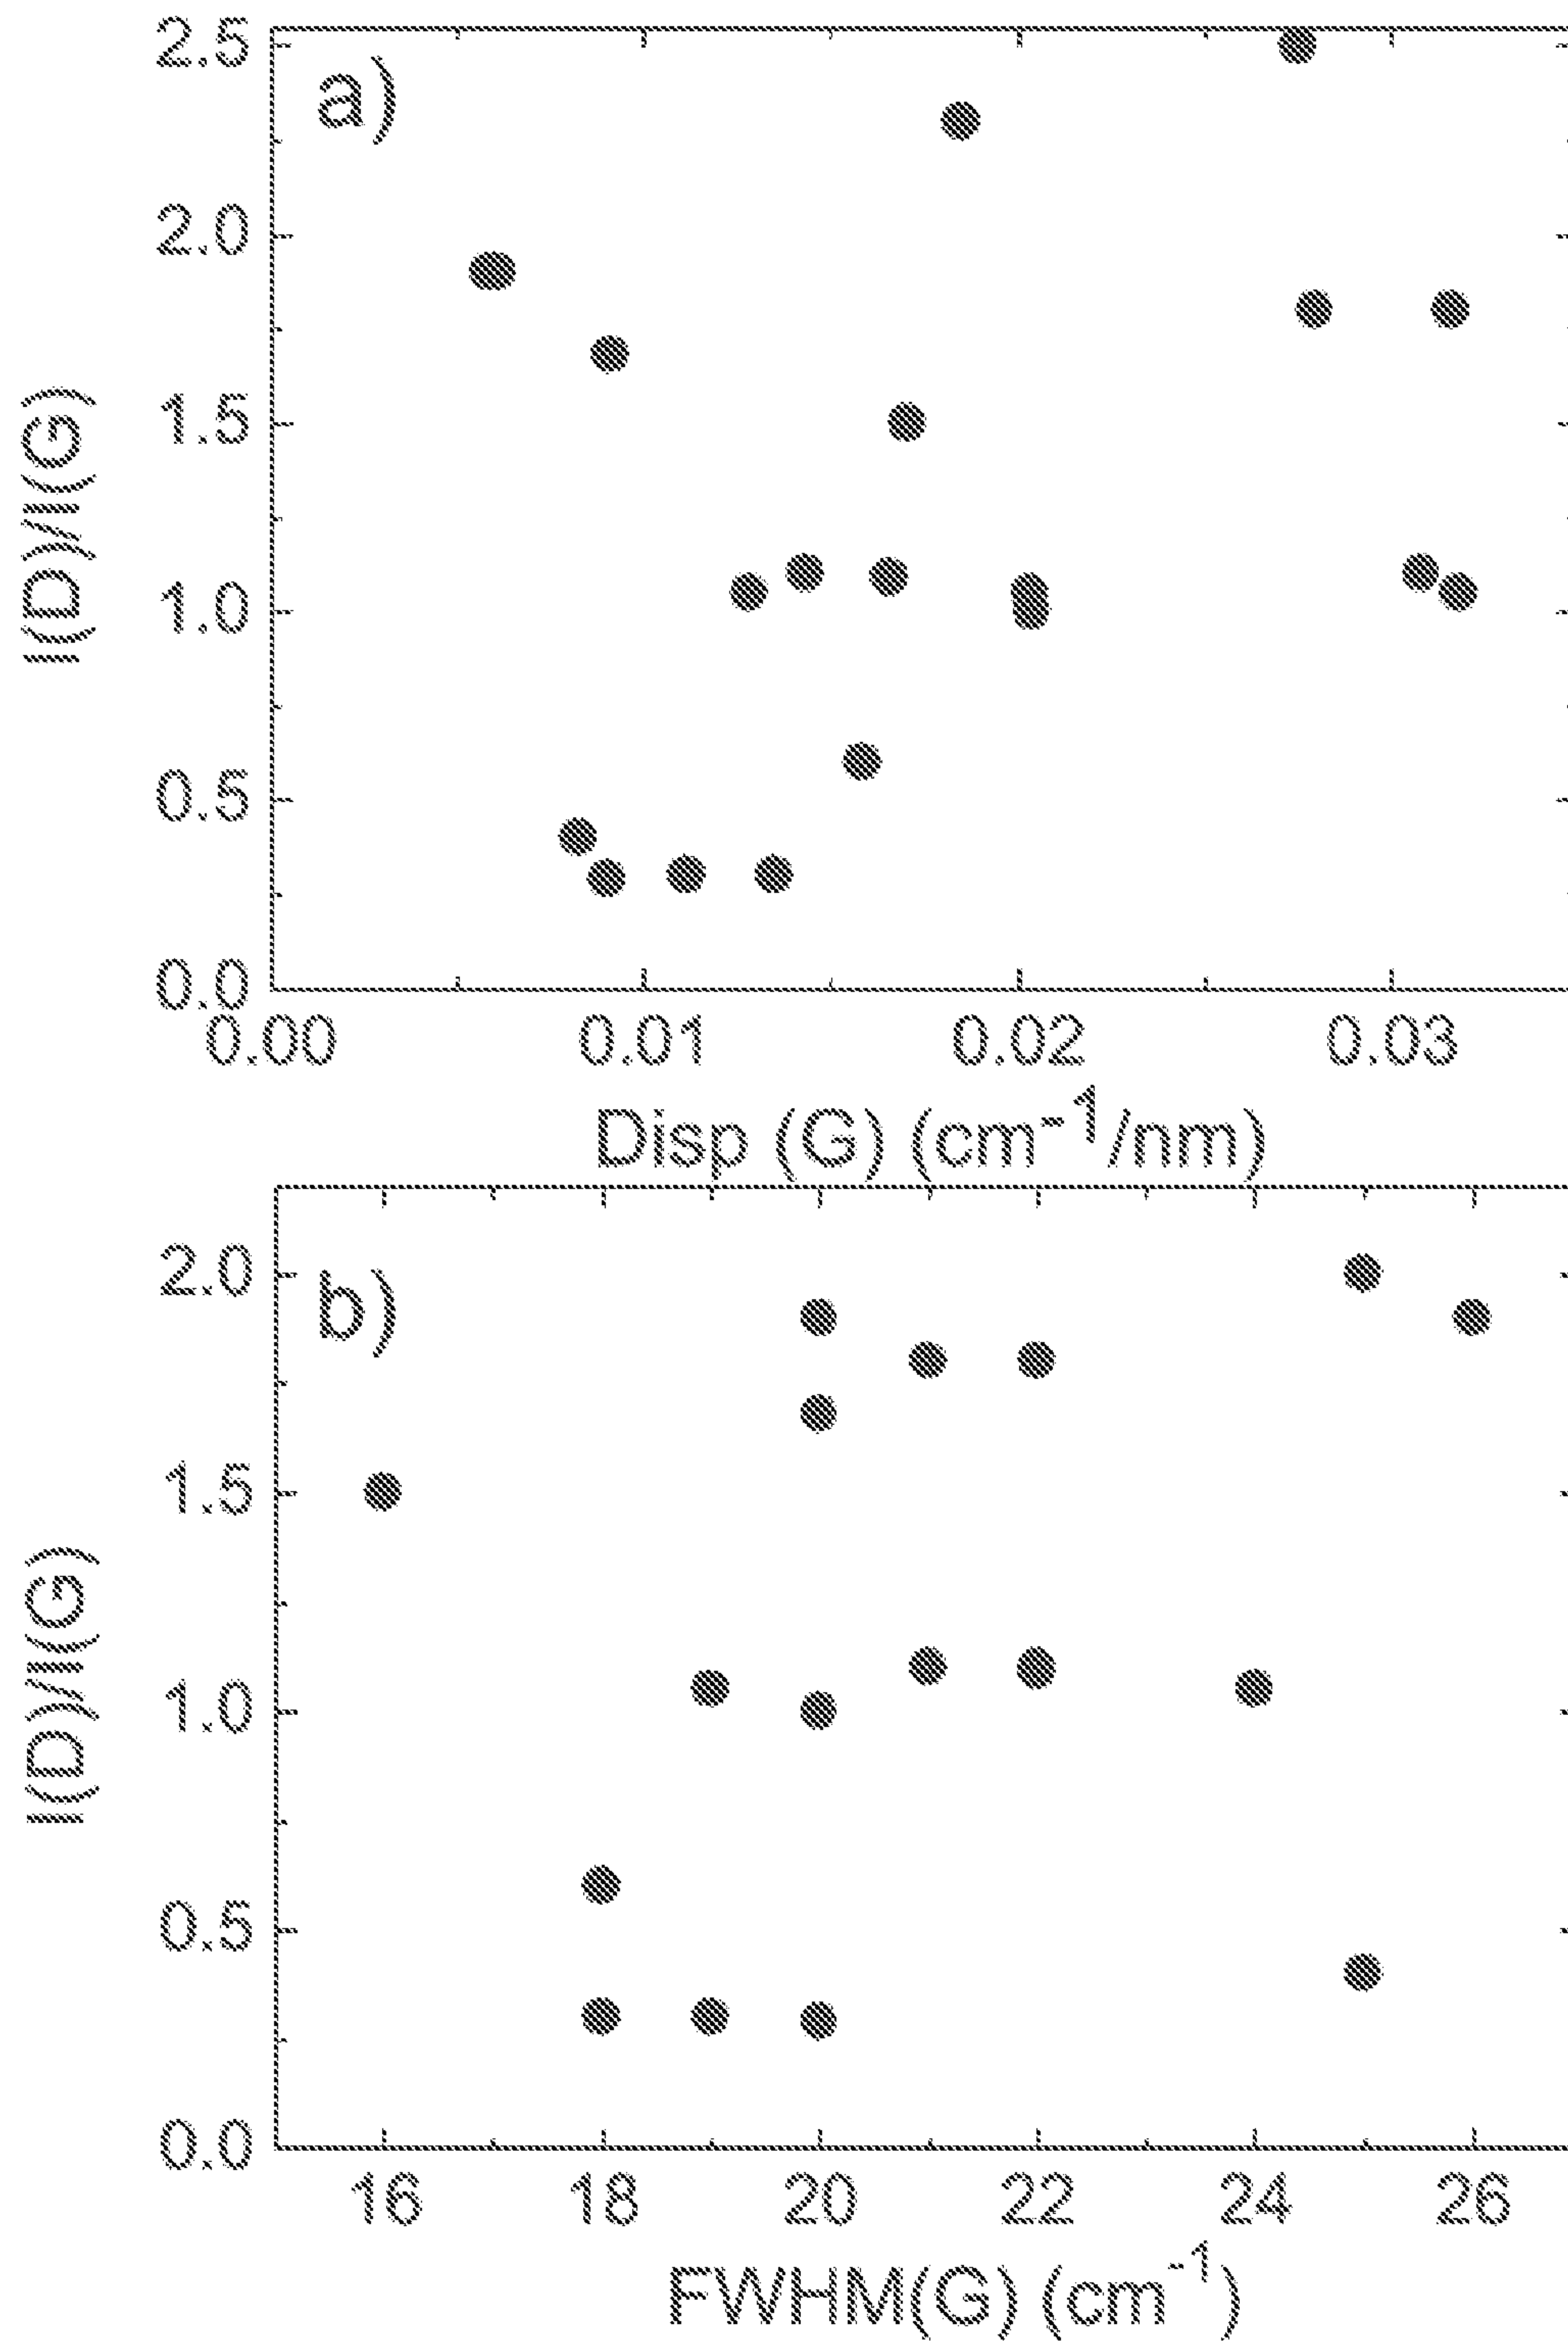 2.5
a)
2.0
1.5
I(D)/I(G)
1.0
0.5
0.0
0.00 0.01 0.02 0.03
Disp (G) (cm-1/nm)
2.0
b)
1.5
I(D)/I(G)
1.0
0.5
0.0
16 18 20 22 24 26
FWHM(G) (cm-1)